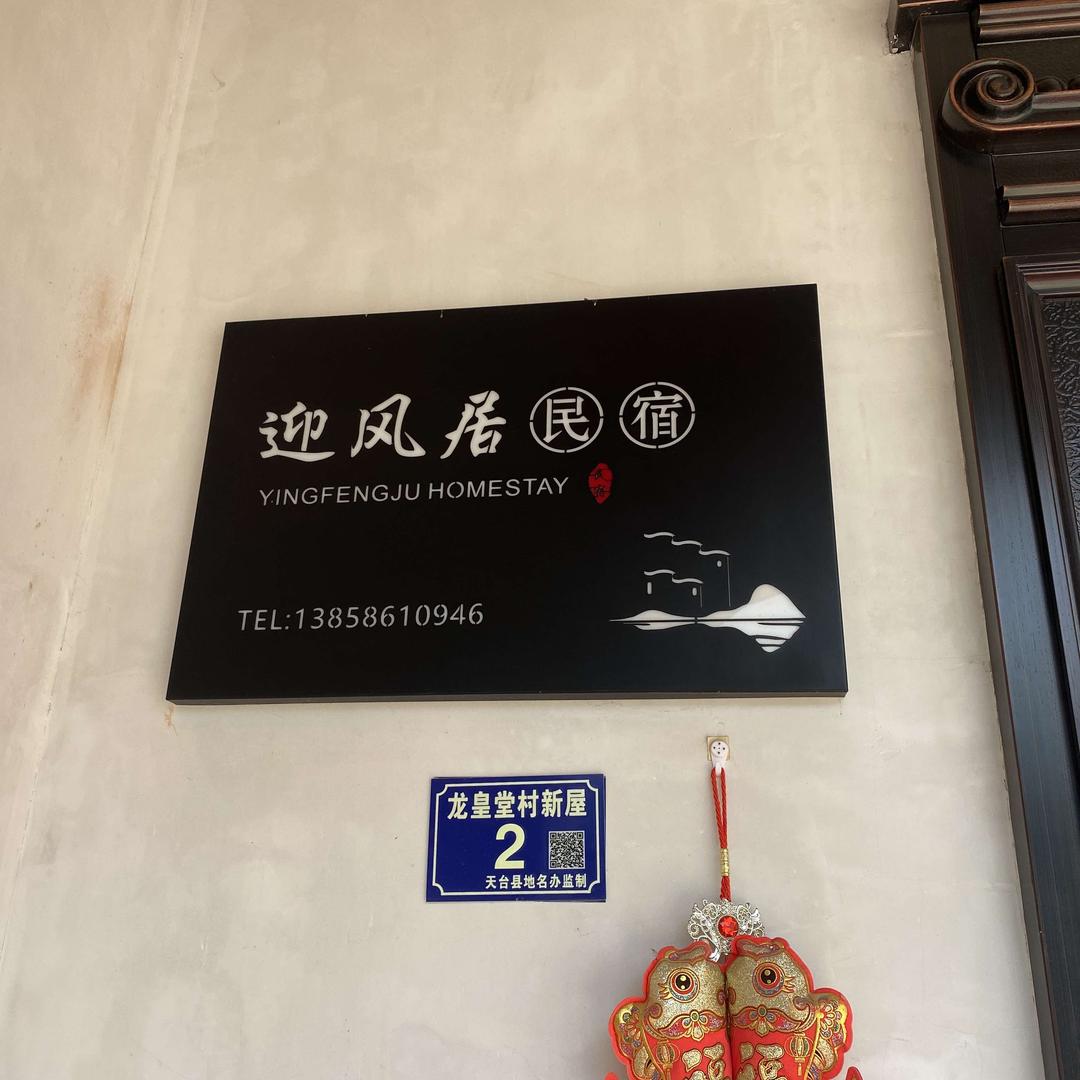 迎风居民宿
YINGFENGJU HOMESTAY
TEL:13858610946
龙皇堂村新屋
2
天台县地名办监制